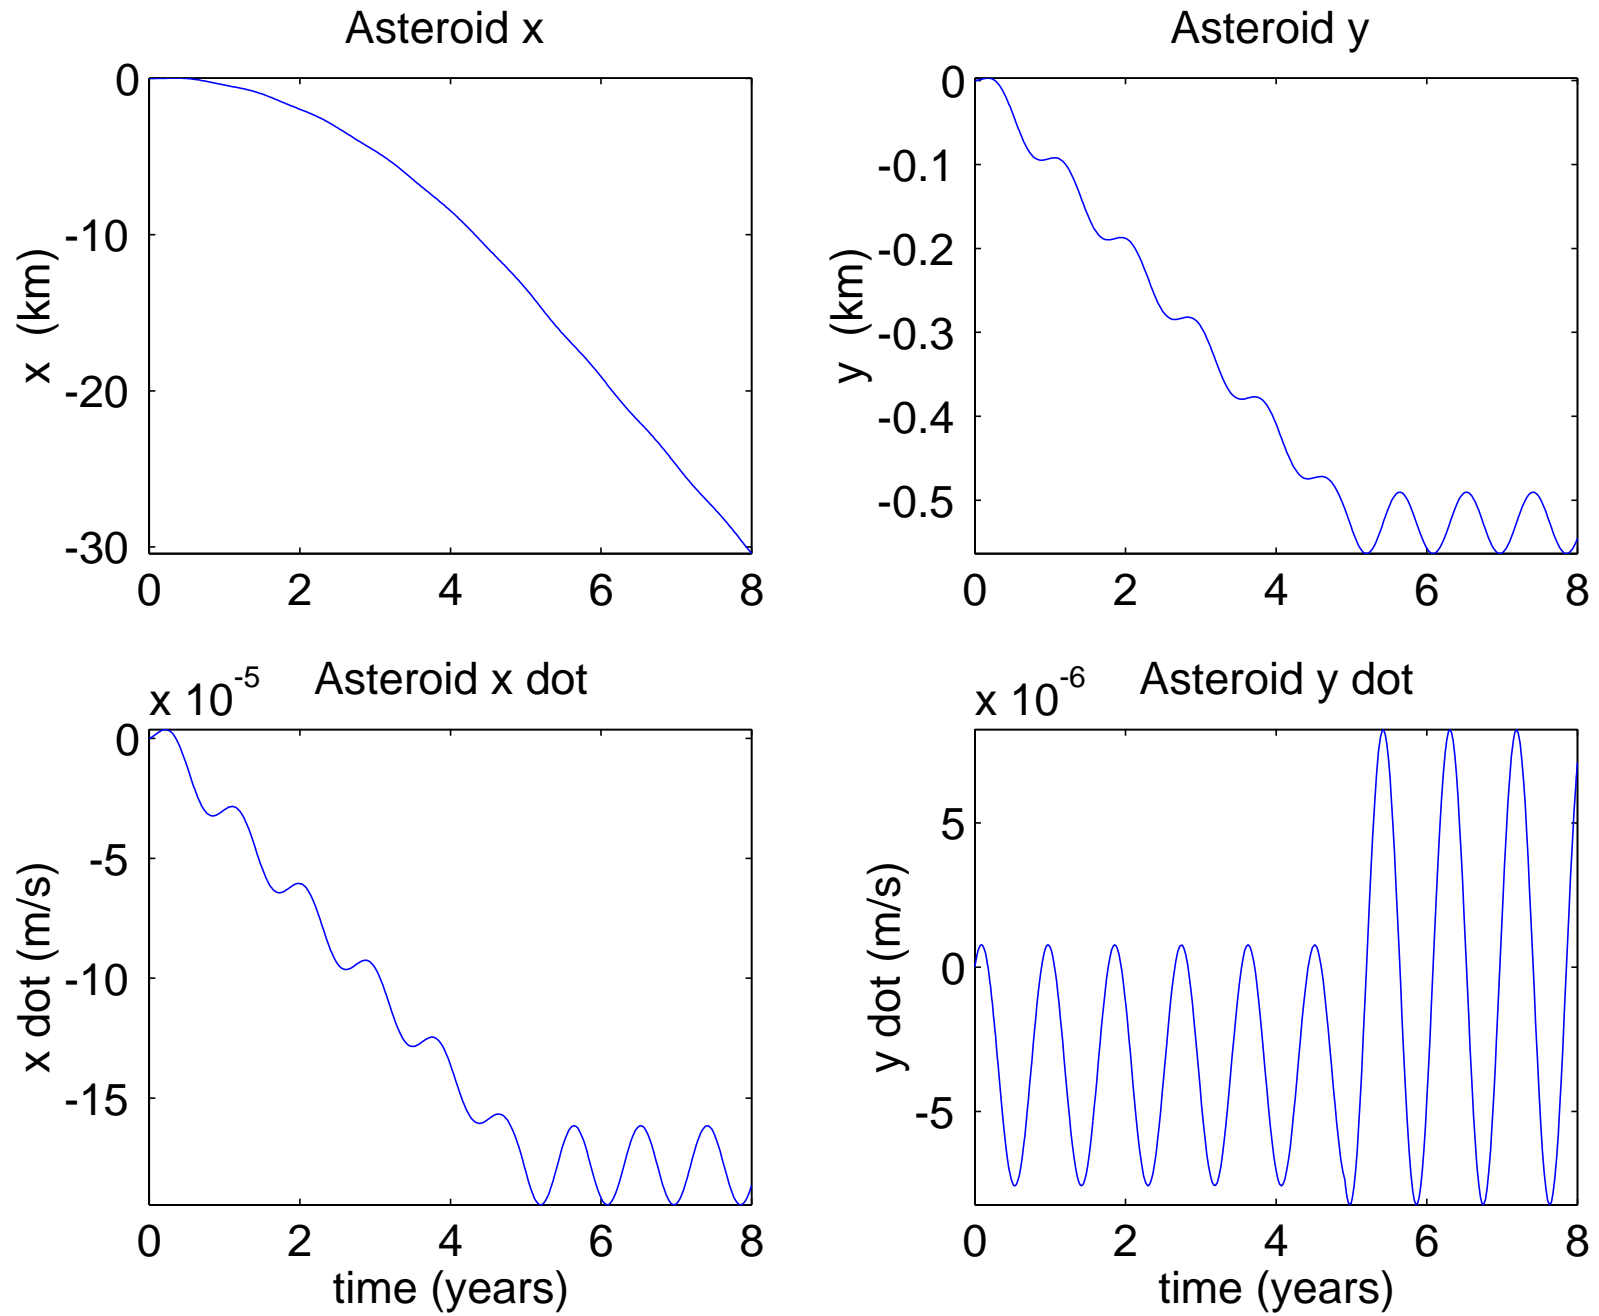 Asteroid x
0
-10
-20
-30
x (km)
0 2 4 6 8
Asteroid y
0
-0.1
-0.2
-0.3
-0.4
-0.5
y (km)
0 2 4 6 8
x 10^-5 Asteroid x dot
0
-5
-10
-15
x dot (m/s)
0 2 4 6 8
time (years)
x 10^-6 Asteroid y dot
5
0
-5
y dot (m/s)
0 2 4 6 8
time (years)